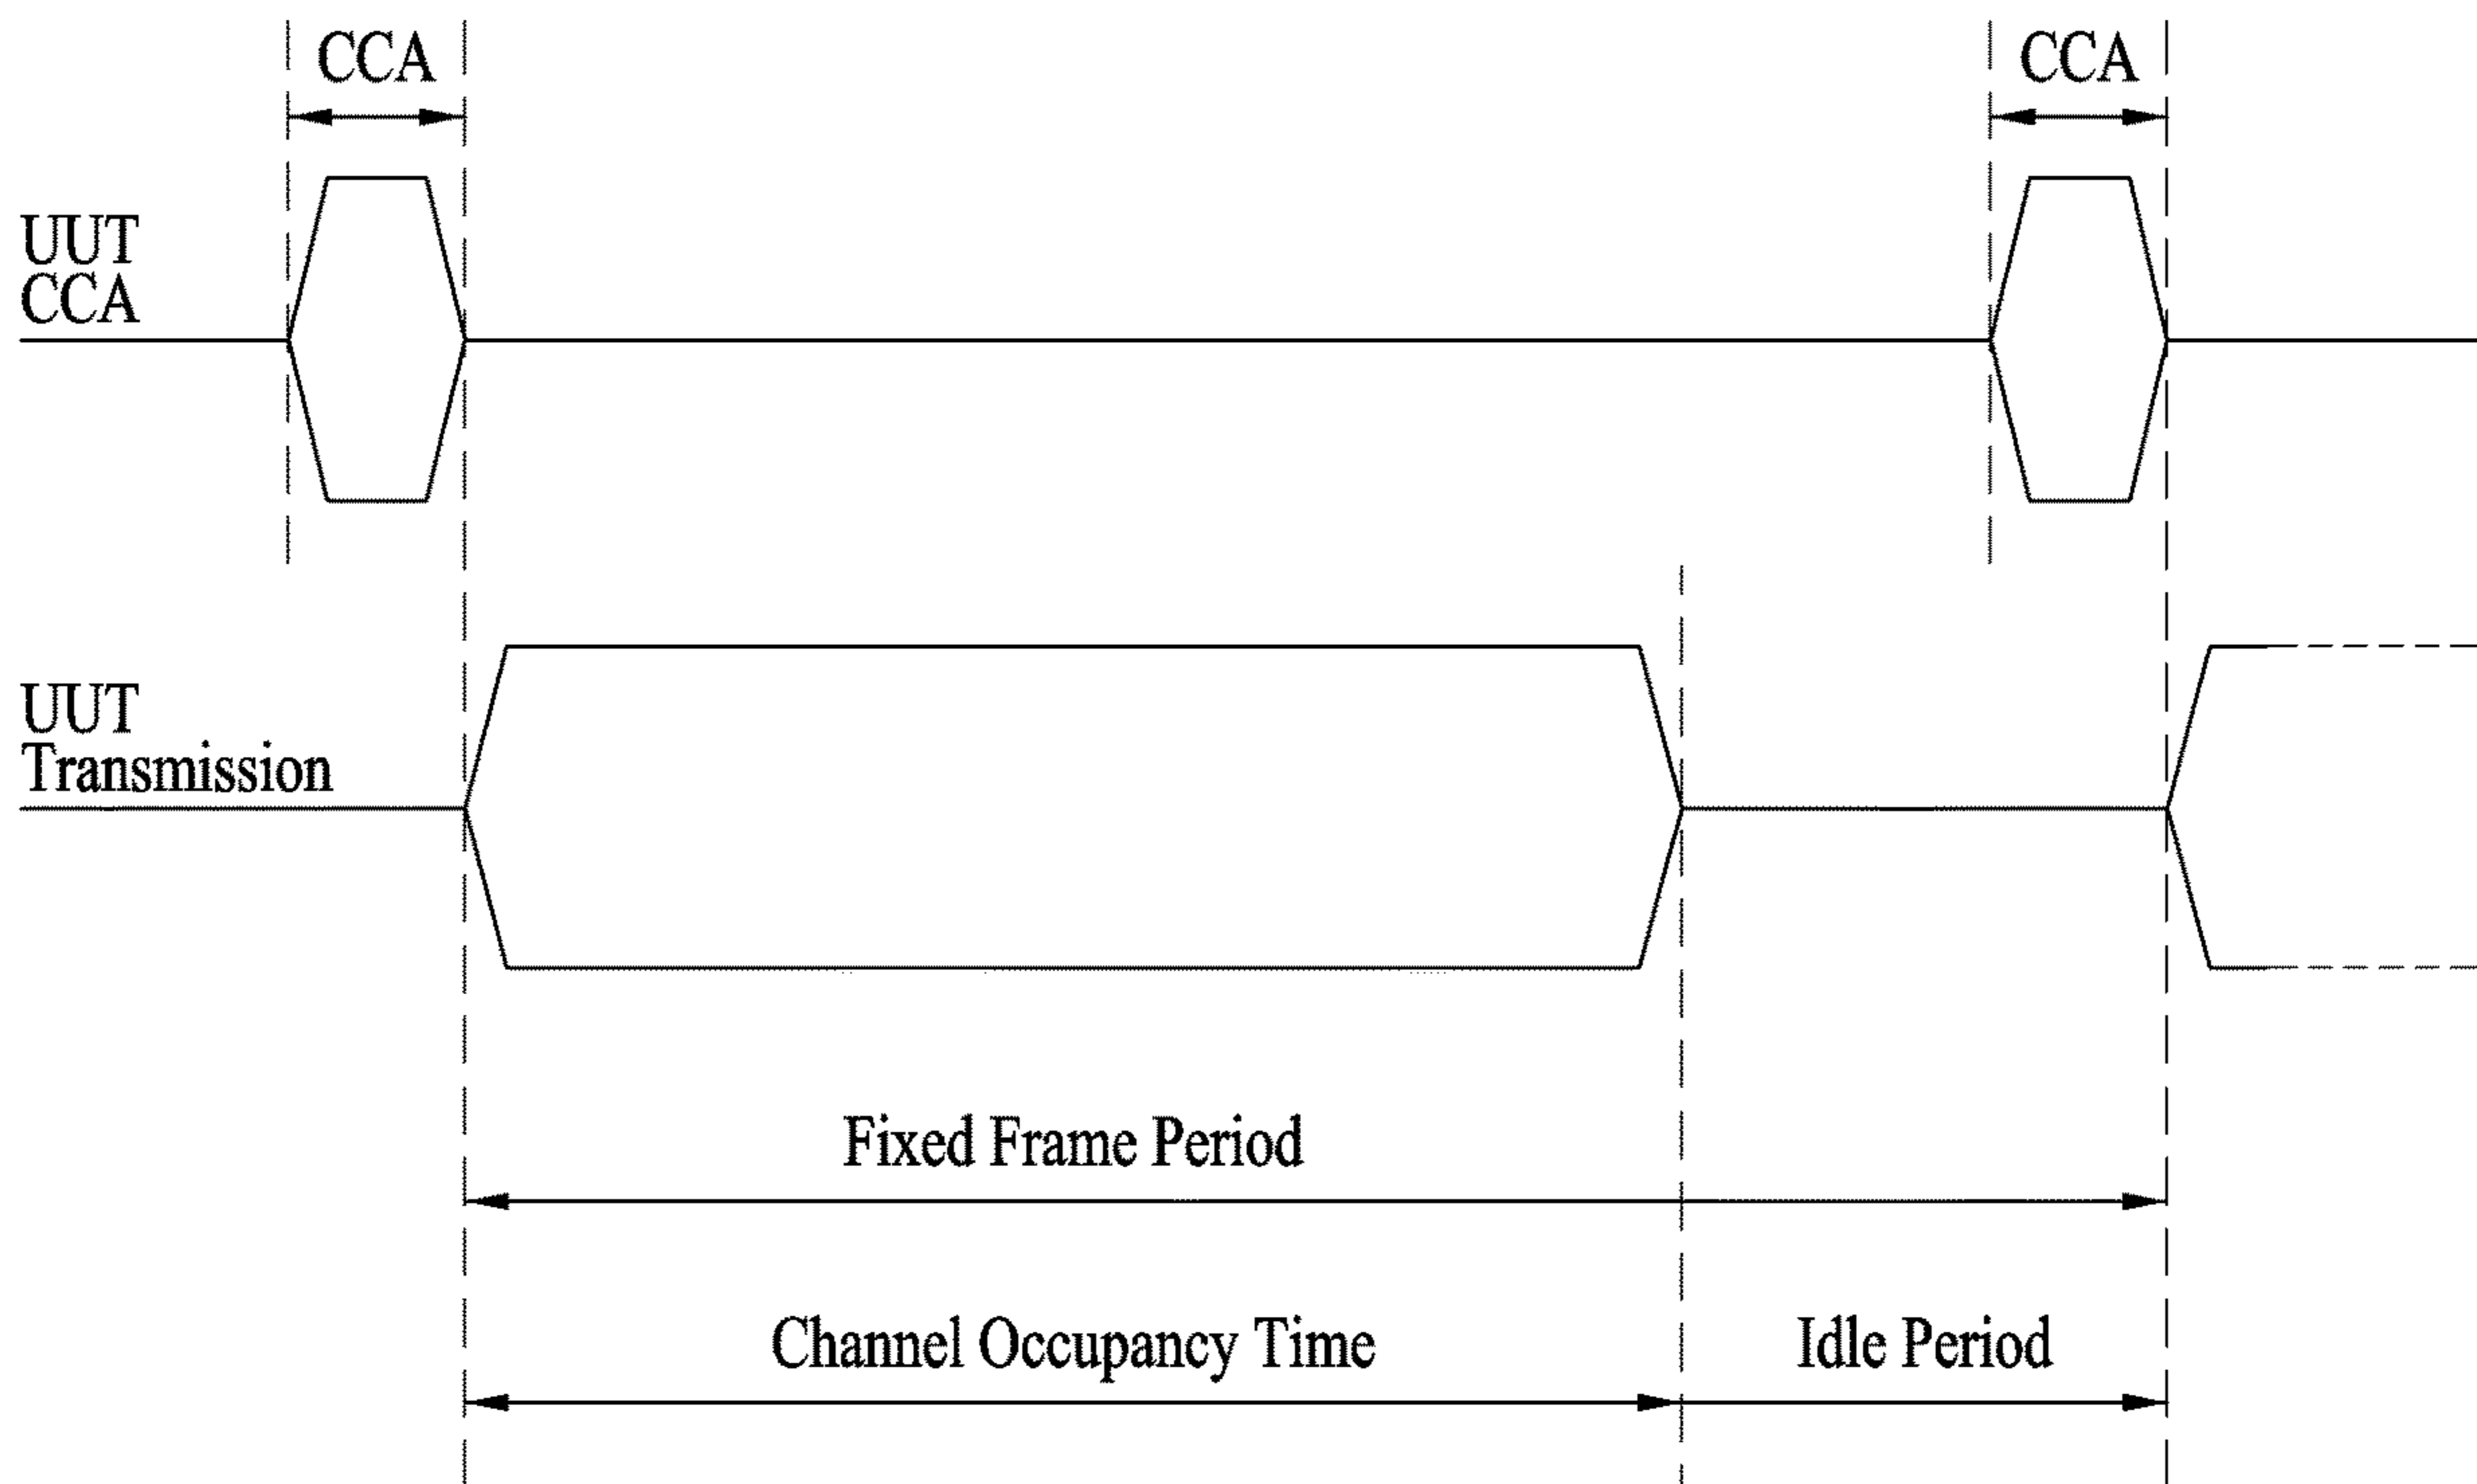 CCA
CCA
UUT
CCA
UUT
Transmission
Fixed Frame Period
Channel Occupancy Time
Idle Period